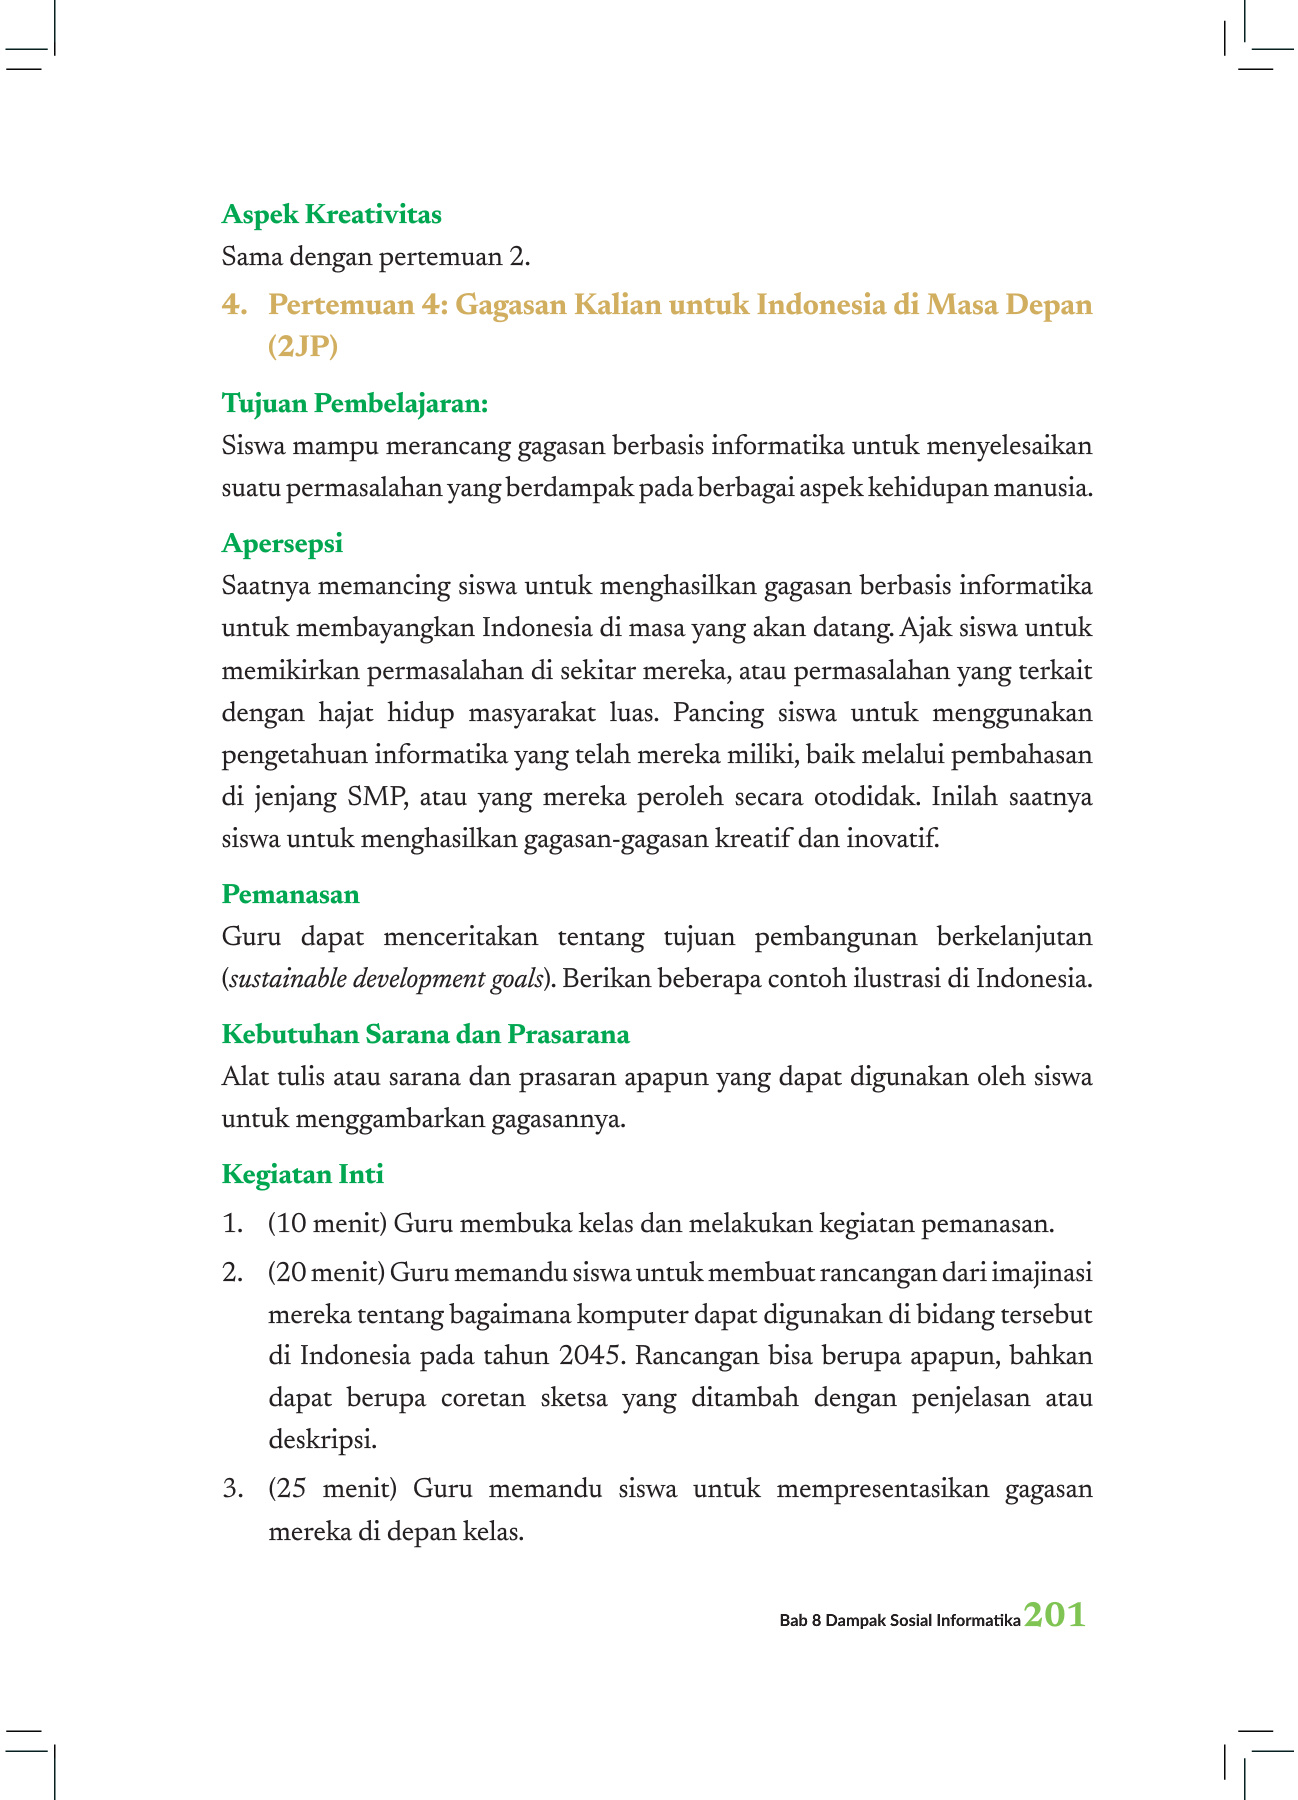 Aspek Kreativitas
Sama dengan pertemuan 2.
4. Pertemuan 4: Gagasan Kalian untuk Indonesia di Masa Depan
(2JP)
Tujuan Pembelajaran:
Siswa mampu merancang gagasan berbasis informatika untuk menyelesaikan
suatu permasalahan yang berdampak pada berbagai aspek kehidupan manusia.
Apersepsi
Saatnya memancing siswa untuk menghasilkan gagasan berbasis informatika
untuk membayangkan Indonesia di masa yang akan datang. Ajak siswa untuk
memikirkan permasalahan di sekitar mereka, atau permasalahan yang terkait
dengan hajat hidup masyarakat luas. Pancing siswa untuk menggunakan
pengetahuan informatika yang telah mereka miliki, baik melalui pembahasan
di jenjang SMP, atau yang mereka peroleh secara otodidak. Inilah saatnya
siswa untuk menghasilkan gagasan-gagasan kreatif dan inovatif.
Pemanasan
Guru dapat menceritakan tentang tujuan pembangunan berkelanjutan
(sustainable development goals). Berikan beberapa contoh ilustrasi di Indonesia.
Kebutuhan Sarana dan Prasarana
Alat tulis atau sarana dan prasaran apapun yang dapat digunakan oleh siswa
untuk menggambarkan gagasannya.
Kegiatan Inti
1. (10 menit) Guru membuka kelas dan melakukan kegiatan pemanasan.
2. (20 menit) Guru memandu siswa untuk membuat rancangan dari imajinasi
mereka tentang bagaimana komputer dapat digunakan di bidang tersebut
di Indonesia pada tahun 2045. Rancangan bisa berupa apapun, bahkan
dapat berupa coretan sketsa yang ditambah dengan penjelasan atau
deskripsi.
3. (25 menit) Guru memandu siswa untuk mempresentasikan gagasan
mereka di depan kelas.
Bab 8 Dampak Sosial Informatika 201